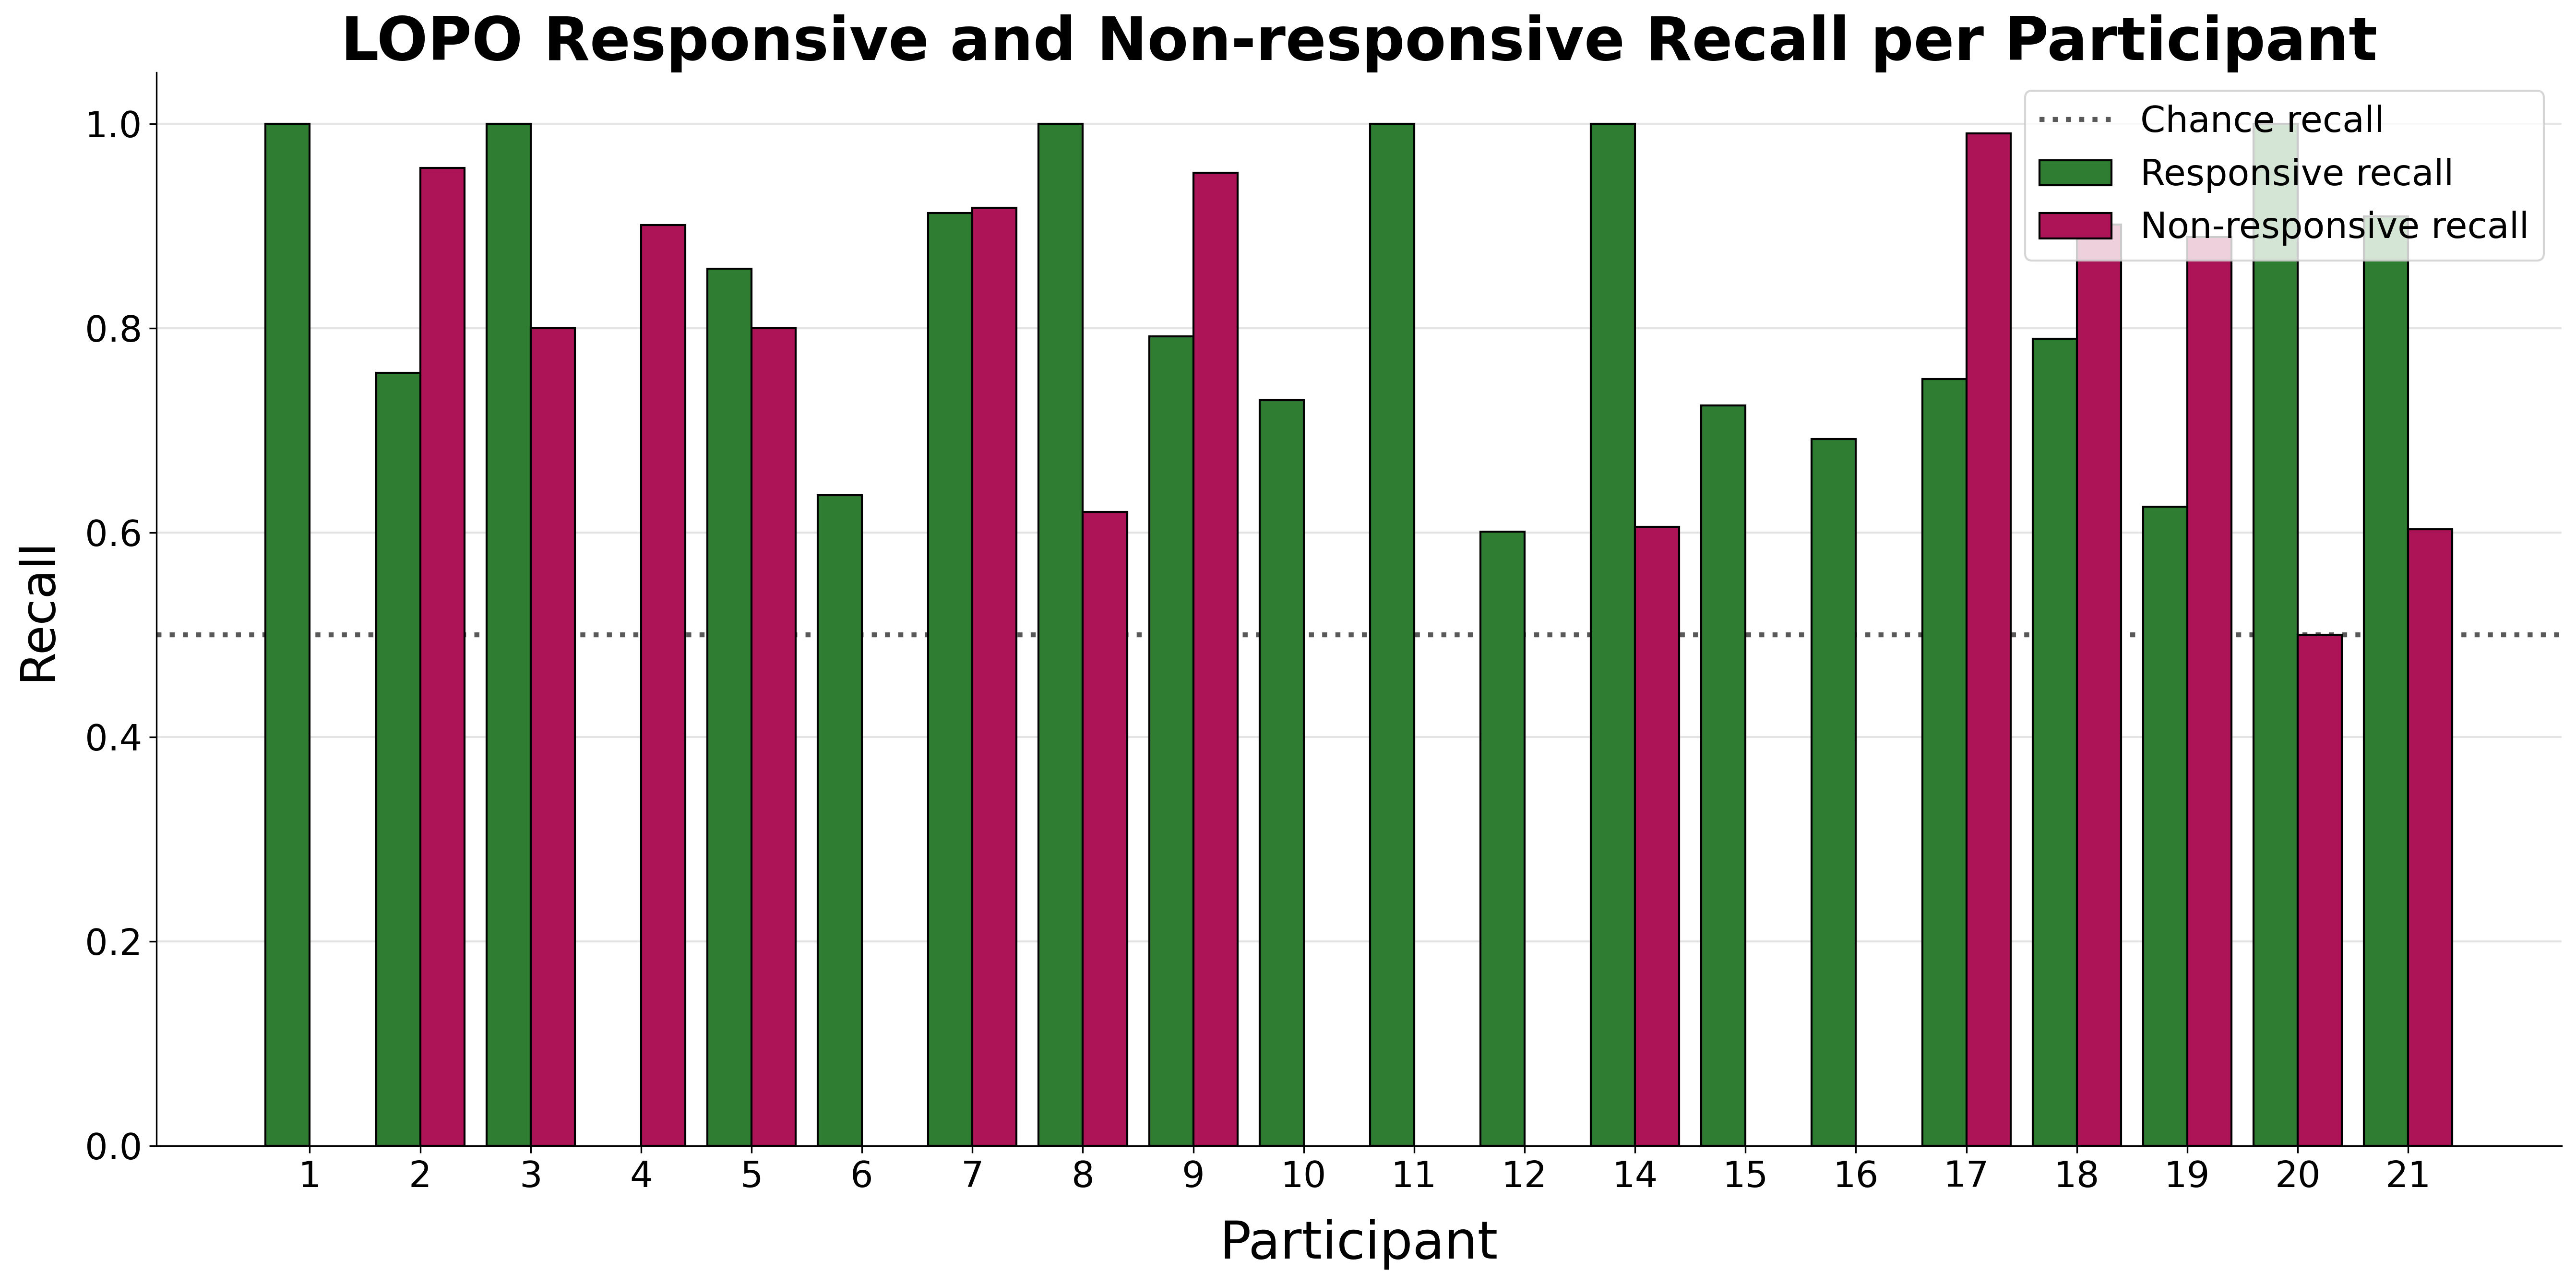 LOPO Responsive and Non-responsive Recall per Participant
Chance recall
Responsive recall
Non-responsive recall
1.0
0.8
0.6
0.4
0.2
0.0
Recall
1 2 3 4 5 6 7 8 9 10 11 12 14 15 16 17 18 19 20 21
Participant